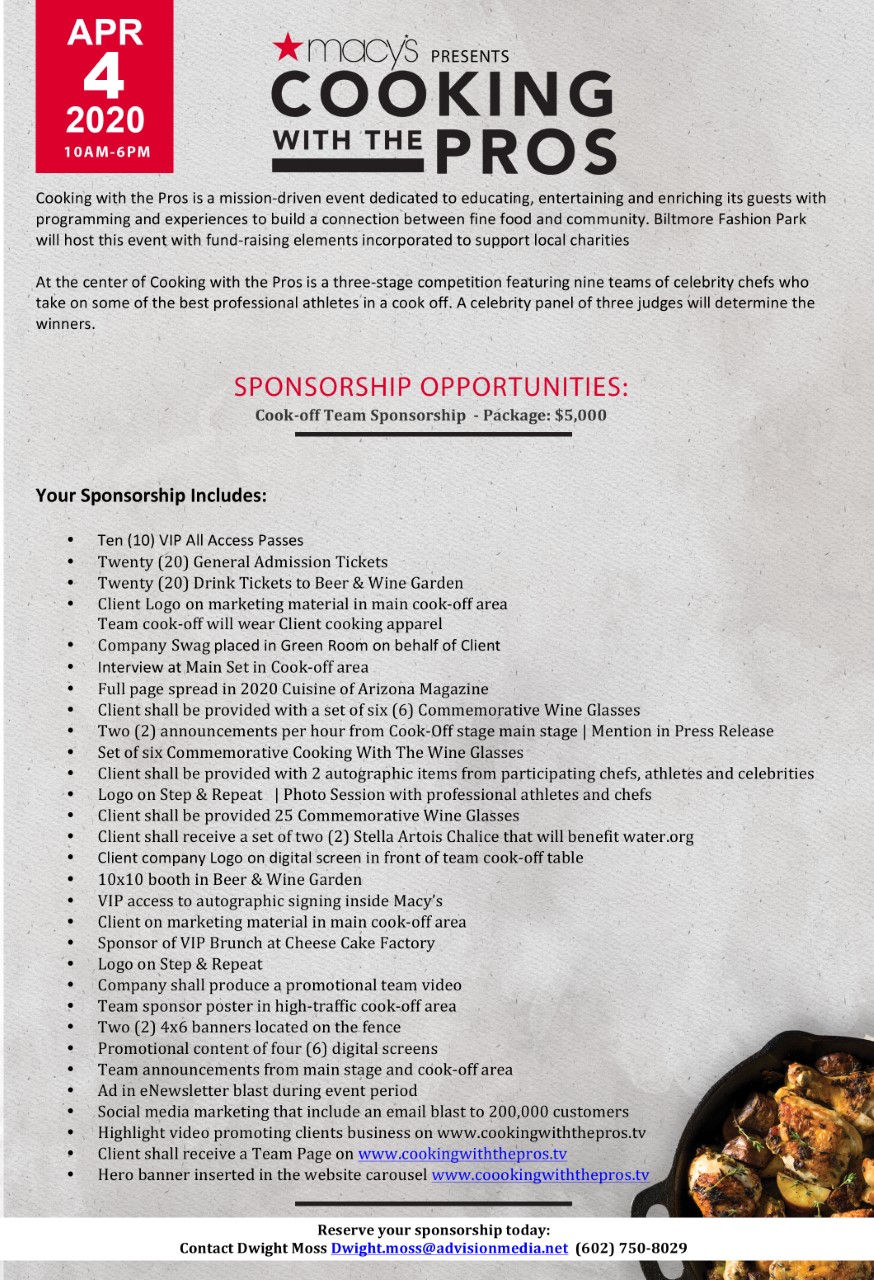 APR
4
2020
10AM-6PM
macy's PRESENTS
COOKING
WITH THE PROS
Cooking with the Pros is a mission-driven event dedicated to educating, entertaining and enriching its guests with
programming and experiences to build a connection between fine food and community. Biltmore Fashion Park
will host this event with fund-raising elements incorporated to support local charities
At the center of Cooking with the Pros is a three-stage competition featuring nine teams of celebrity chefs who
take on some of the best professional athletes in a cook off. A celebrity panel of three judges will determine the
winners.
SPONSORSHIP OPPORTUNITIES:
Cook-off Team Sponsorship - Package: $5,000
Your Sponsorship Includes:
• Ten (10) VIP All Access Passes
• Twenty (20) General Admission Tickets
• Twenty (20) Drink Tickets to Beer & Wine Garden
• Client Logo on marketing material in main cook-off area
Team cook-off will wear Client cooking apparel
• Company Swag placed in Green Room on behalf of Client
• Interview at Main Set in Cook-off area
• Full page spread in 2020 Cuisine of Arizona Magazine
• Client shall be provided with a set of six (6) Commemorative Wine Glasses
• Two (2) announcements per hour from Cook-Off stage main stage | Mention in Press Release
• Set of six Commemorative Cooking With The Wine Glasses
• Client shall be provided with 2 autographic items from participating chefs, athletes and celebrities
• Logo on Step & Repeat | Photo Session with professional athletes and chefs
• Client shall be provided 25 Commemorative Wine Glasses
• Client shall receive a set of two (2) Stella Artois Chalice that will benefit water.org
• Client company Logo on digital screen in front of team cook-off table
• 10x10 booth in Beer & Wine Garden
• VIP access to autographic signing inside Macy's
• Client on marketing material in main cook-off area
• Sponsor of VIP Brunch at Cheese Cake Factory
• Logo on Step & Repeat
• Company shall produce a promotional team video
• Team sponsor poster in high-traffic cook-off area
• Two (2) 4x6 banners located on the fence
• Promotional content of four (6) digital screens
• Team announcements from main stage and cook-off area
• Ad in eNewsletter blast during event period
• Social media marketing that include an email blast to 200,000 customers
• Highlight video promoting clients business on www.cookingwiththepros.tv
• Client shall receive a Team Page on www.cookingwiththepros.tv
• Hero banner inserted in the website carousel www.coookingwiththepros.tv
Reserve your sponsorship today:
Contact Dwight Moss Dwight.moss@advisionmedia.net (602) 750-8029